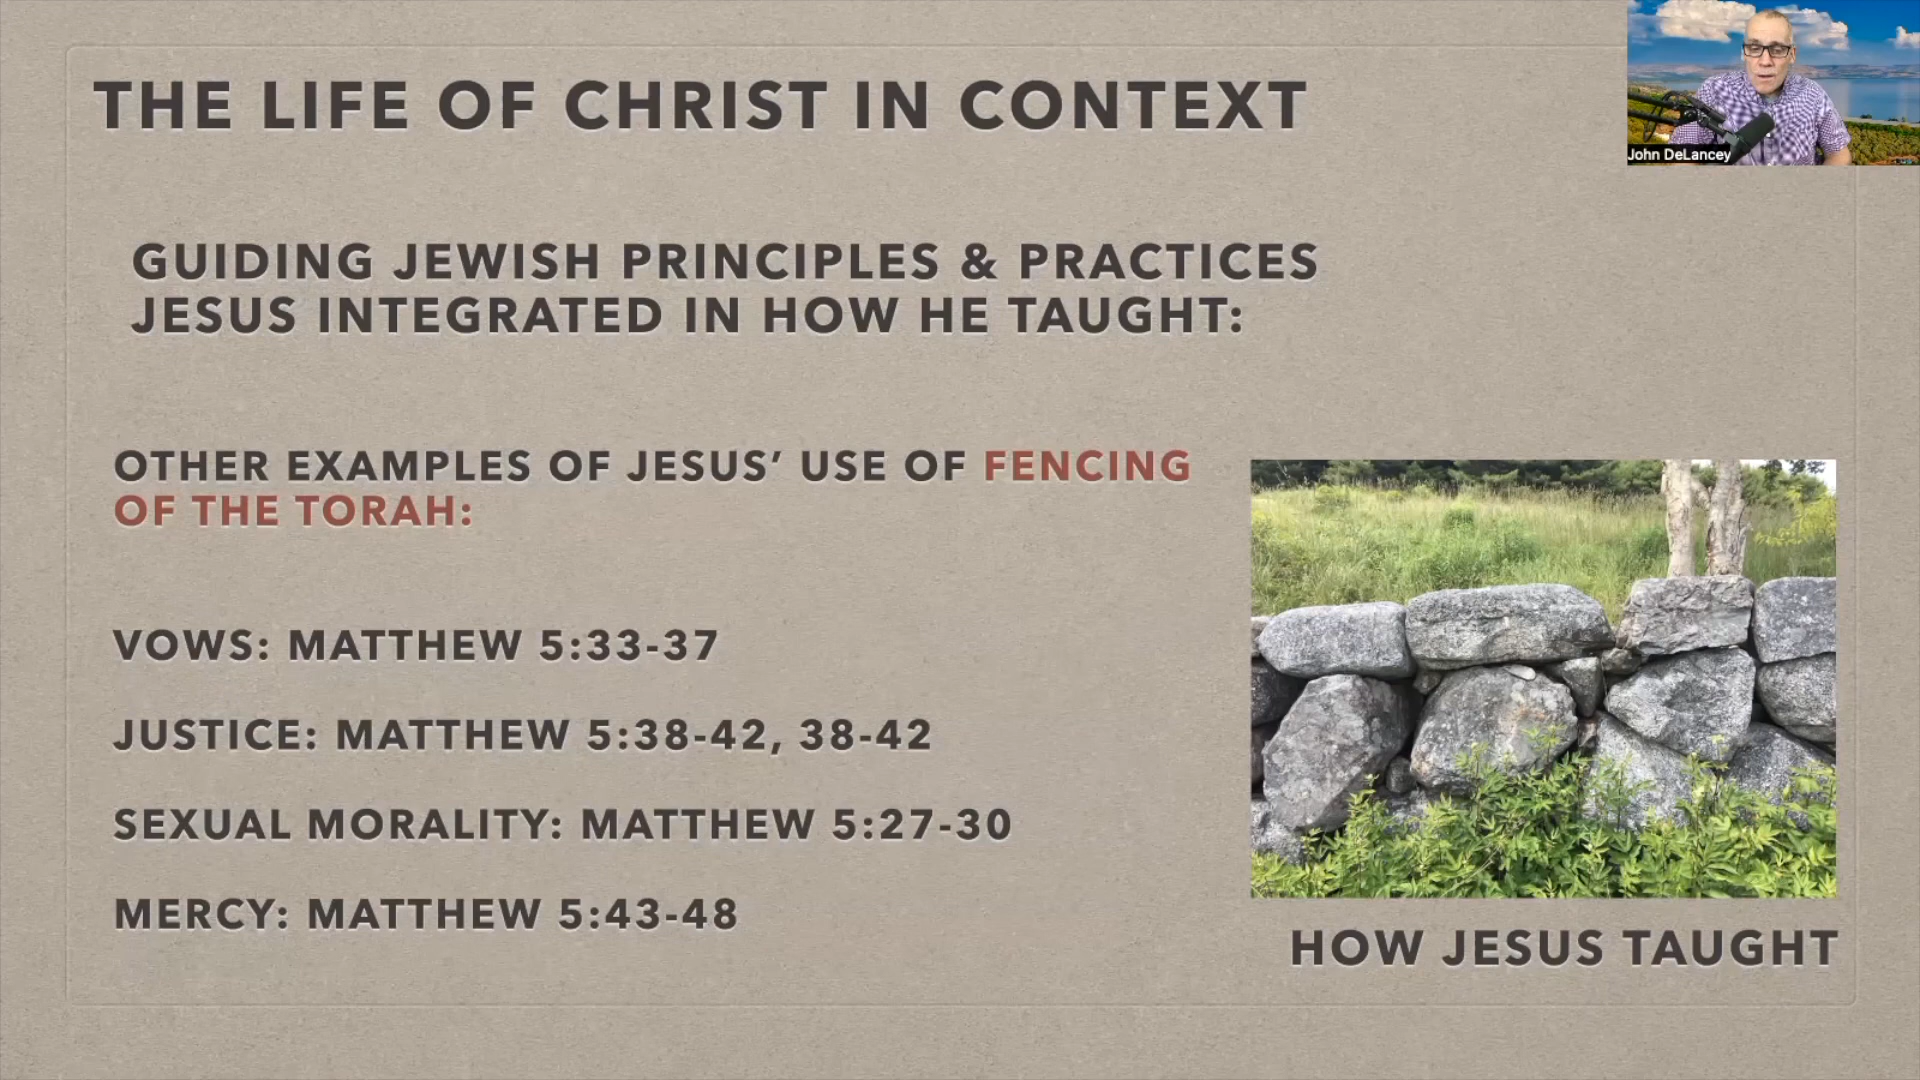 THE LIFE OF CHRIST IN CONTEXT
John DeLancey
GUIDING JEWISH PRINCIPLES & PRACTICES
JESUS INTEGRATED IN HOW HE TAUGHT:
OTHER EXAMPLES OF JESUS’ USE OF FENCING
OF THE TORAH:
VOWS: MATTHEW 5:33-37
JUSTICE: MATTHEW 5:38-42, 38-42
SEXUAL MORALITY: MATTHEW 5:27-30
MERCY: MATTHEW 5:43-48
HOW JESUS TAUGHT